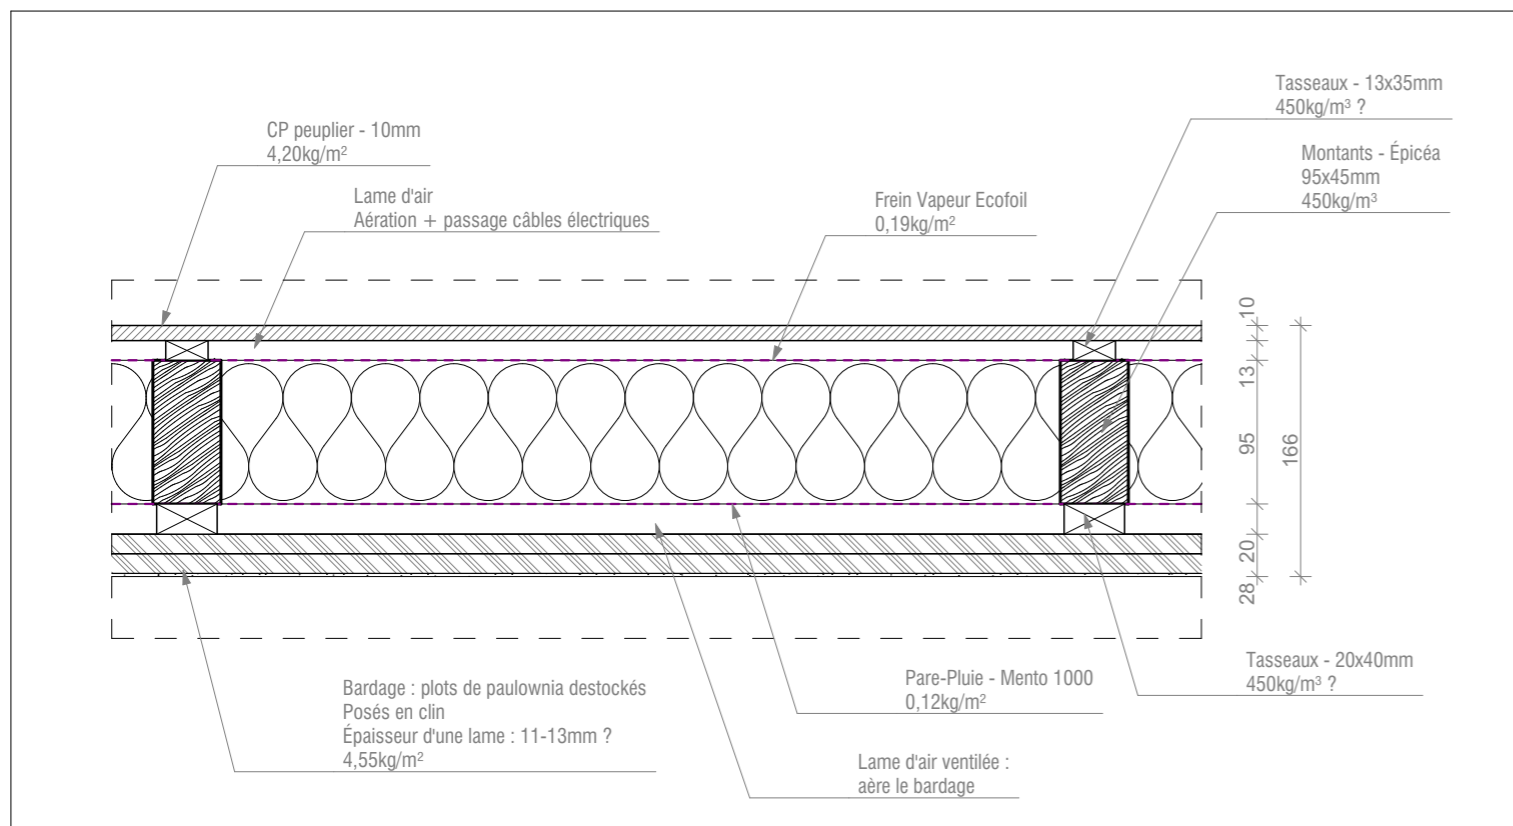 Tasseaux - 13x35mm
450kg/m³ ?
CP peuplier - 10mm
4,20kg/m²
Montants - Épicéa
95x45mm
450kg/m³
Lame d'air
Aération + passage câbles électriques
Frein Vapeur Ecofoil
0,19kg/m²
10
13
95
166
20
28
Tasseaux - 20x40mm
450kg/m³ ?
Pare-Pluie - Mento 1000
0,12kg/m²
Bardage : plots de paulownia destockés
Posés en clin
Épaisseur d'une lame : 11-13mm ?
4,55kg/m²
Lame d'air ventilée :
aère le bardage